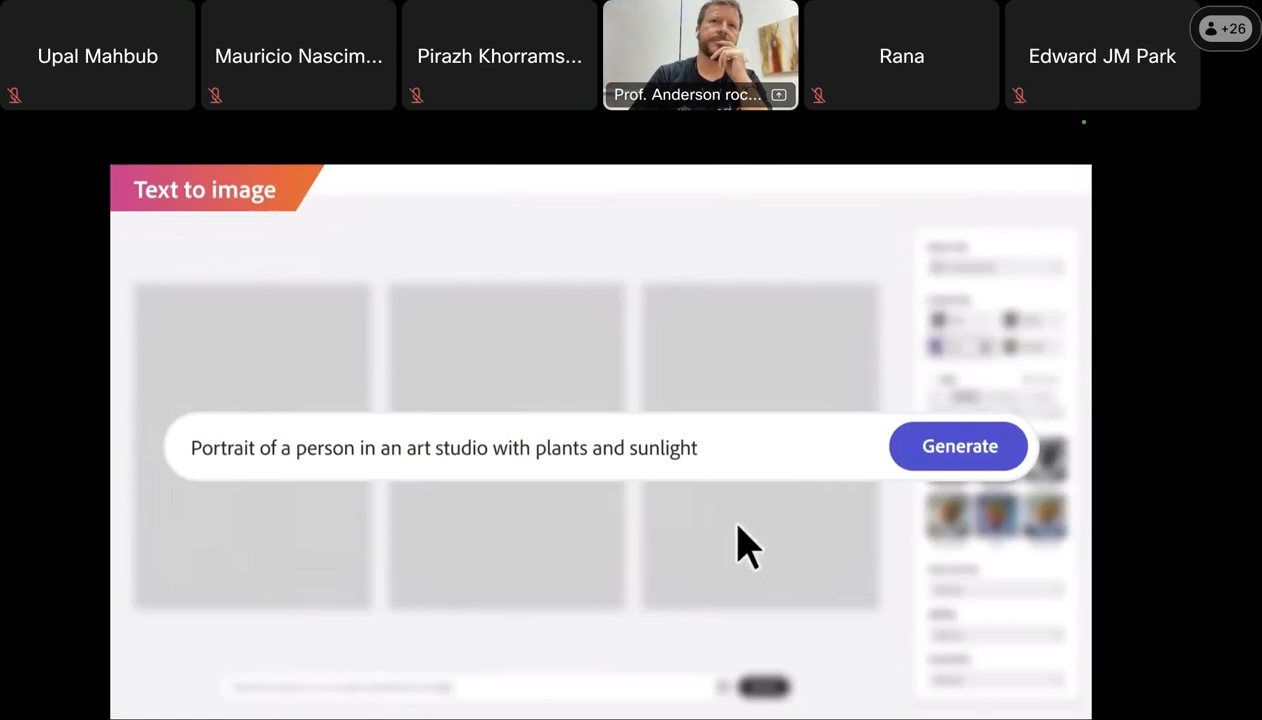 Upal Mahbub
Mauricio Nascim...
Pirazh Khorrams...
Prof. Anderson roc...
Rana
Edward JM Park
+26
Text to image
Portrait of a person in an art studio with plants and sunlight
Generate